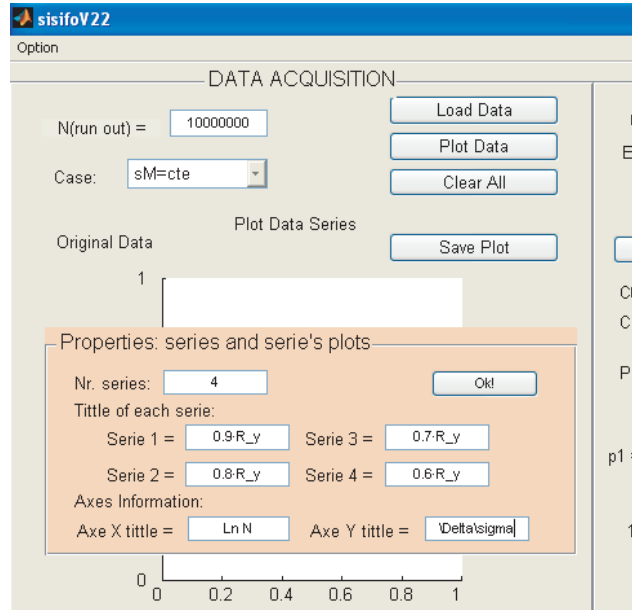 sisifoV22
Option
DATA ACQUISITION
N(run out) = 10000000
Load Data
Plot Data
Case: sM=cte
Clear All
Plot Data Series
Original Data
Save Plot
1
Properties: series and serie's plots
Nr. series: 4 Ok!
Tittle of each serie:
Serie 1 = 0.9·R_y Serie 3 = 0.7·R_y
Serie 2 = 0.8·R_y Serie 4 = 0.6·R_y
Axes Information:
Axe X tittle = Ln N Axe Y tittle = \Delta\sigma
p1 =
0
0 0.2 0.4 0.6 0.8 1